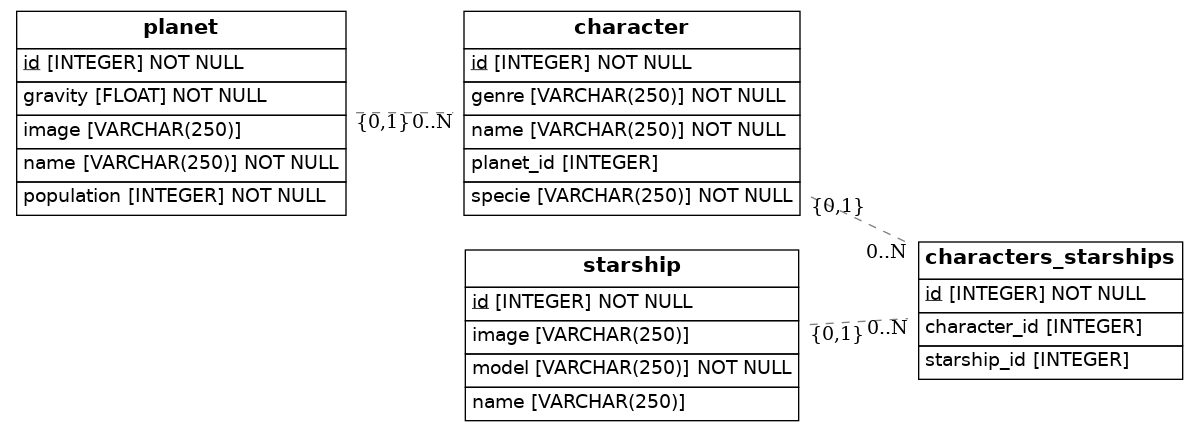 planet
id [INTEGER] NOT NULL
gravity [FLOAT] NOT NULL
image [VARCHAR(250)]
name [VARCHAR(250)] NOT NULL
population [INTEGER] NOT NULL
{0,1}
0..N
character
id [INTEGER] NOT NULL
genre [VARCHAR(250)] NOT NULL
name [VARCHAR(250)] NOT NULL
planet_id [INTEGER]
specie [VARCHAR(250)] NOT NULL
{0,1}
0..N
starship
id [INTEGER] NOT NULL
image [VARCHAR(250)]
model [VARCHAR(250)] NOT NULL
name [VARCHAR(250)]
{0,1}
0..N
characters_starships
id [INTEGER] NOT NULL
character_id [INTEGER]
starship_id [INTEGER]